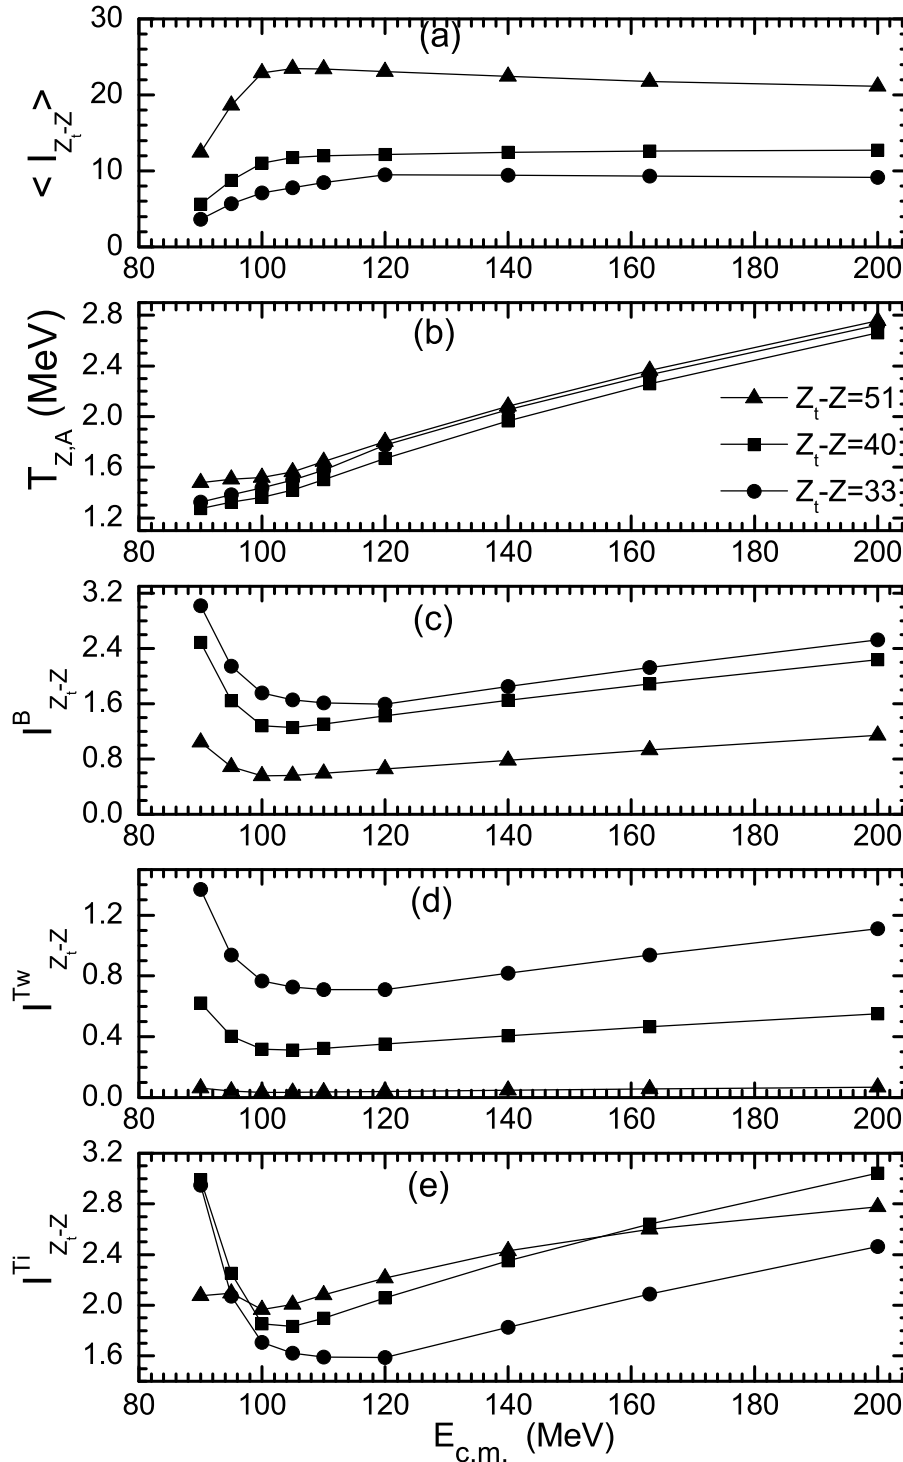 (a)
30
20
10
0
< I_{Z_t-Z} >
80 100 120 140 160 180 200
(b)
2.8
2.4
2.0
1.6
1.2
T_{Z,A} (MeV)
Z_t-Z=51
Z_t-Z=40
Z_t-Z=33
80 100 120 140 160 180 200
(c)
3.2
2.4
1.6
0.8
0.0
I^B_{Z_t-Z}
80 100 120 140 160 180 200
(d)
1.2
0.8
0.4
0.0
I^{Tw}_{Z_t-Z}
80 100 120 140 160 180 200
(e)
3.2
2.8
2.4
2.0
1.6
I^{Ti}_{Z_t-Z}
80 100 120 140 160 180 200
E_{c.m.} (MeV)